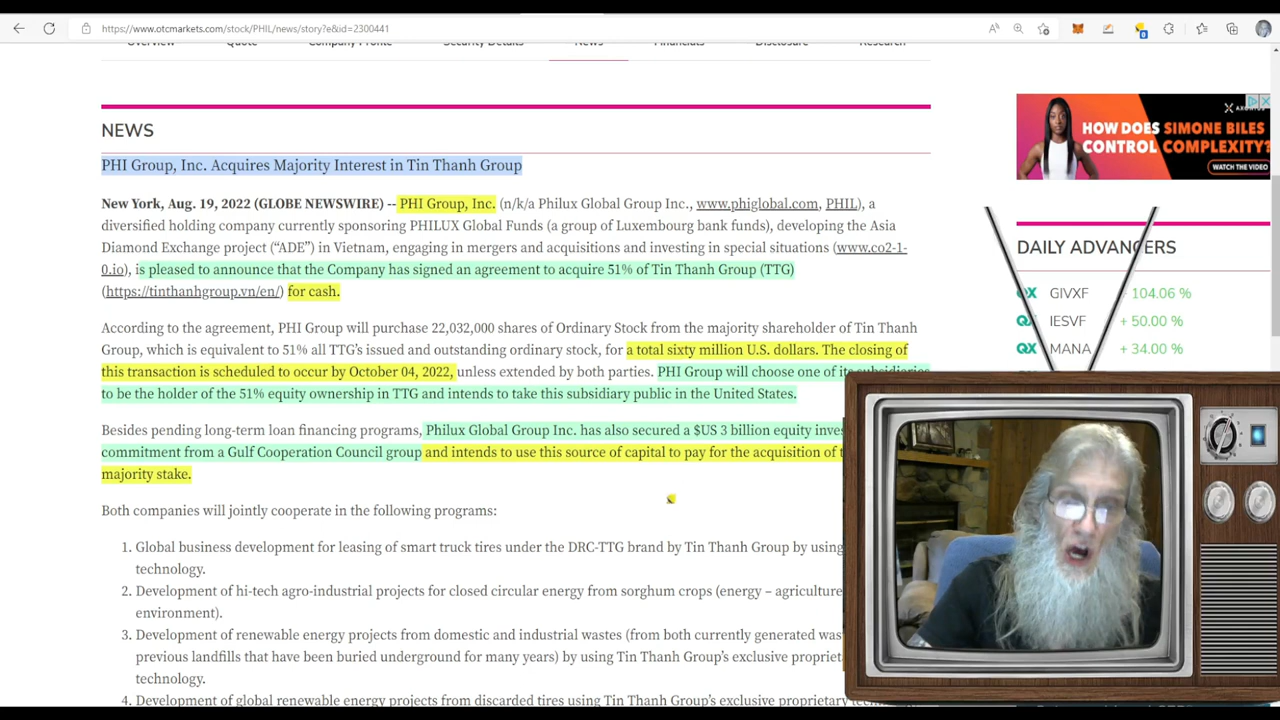 https://www.otcmarkets.com/stock/PHIL/news/story?e&id=2300441
Overview Quote Company Profile Security Details News Financials Disclosure Research
NEWS
PHI Group, Inc. Acquires Majority Interest in Tin Thanh Group
New York, Aug. 19, 2022 (GLOBE NEWSWIRE) -- PHI Group, Inc. (n/k/a Philux Global Group Inc., www.phiglobal.com, PHIL), a
diversified holding company currently sponsoring PHILUX Global Funds (a group of Luxembourg bank funds), developing the Asia
Diamond Exchange project (“ADE”) in Vietnam, engaging in mergers and acquisitions and investing in special situations (www.co2-1-
0.io), is pleased to announce that the Company has signed an agreement to acquire 51% of Tin Thanh Group (TTG)
(https://tinthanhgroup.vn/en/) for cash.
According to the agreement, PHI Group will purchase 22,032,000 shares of Ordinary Stock from the majority shareholder of Tin Thanh
Group, which is equivalent to 51% all TTG’s issued and outstanding ordinary stock, for a total sixty million U.S. dollars. The closing of
this transaction is scheduled to occur by October 04, 2022, unless extended by both parties. PHI Group will choose one of its subsidiaries
to be the holder of the 51% equity ownership in TTG and intends to take this subsidiary public in the United States.
Besides pending long-term loan financing programs, Philux Global Group Inc. has also secured a $US 3 billion equity
commitment from a Gulf Cooperation Council group and intends to use this source of capital to pay for the acquisition of
majority stake.
Both companies will jointly cooperate in the following programs:
1. Global business development for leasing of smart truck tires under the DRC-TTG brand by Tin Thanh Group by using
technology.
2. Development of hi-tech agro-industrial projects for closed circular energy from sorghum crops (energy – agriculture
environment).
3. Development of renewable energy projects from domestic and industrial wastes (from both currently generated
previous landfills that have been buried underground for many years) by using Tin Thanh Group’s exclusive
technology.
4. Development of global renewable energy projects from discarded tires using Tin Thanh Group’s exclusive proprietary
HOW DOES SIMONE BILES
CONTROL COMPLEXITY?
WATCH THE VIDEO
DAILY ADVANCERS
QX GIVXF + 104.06 %
QX IESVF + 50.00 %
QX MANA + 34.00 %